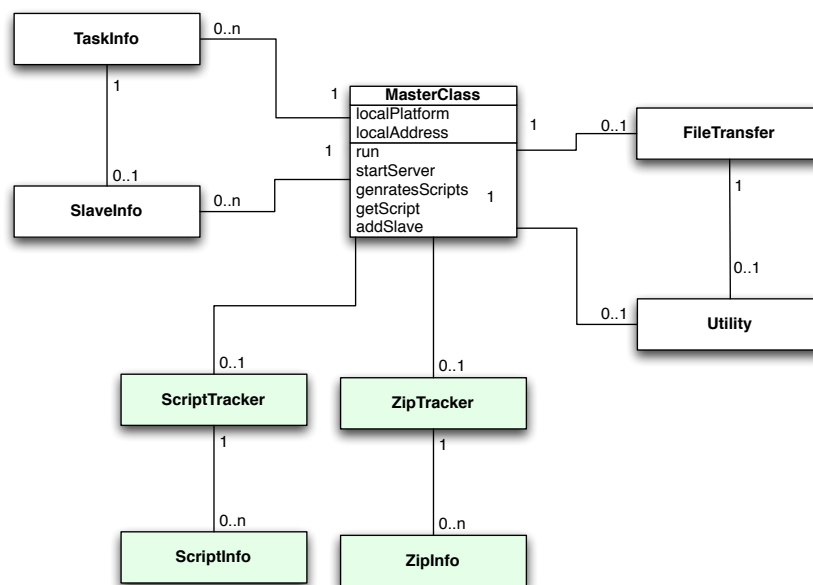 TaskInfo
0..n
1
1
MasterClass
localPlatform
localAddress
1
0..1
FileTransfer
1
run
startServer
genratesScripts
getScript
addSlave
1
0..1
SlaveInfo
0..n
1
0..1
0..1
Utility
0..1
ScriptTracker
1
0..n
ScriptInfo
0..1
ZipTracker
1
0..n
ZipInfo